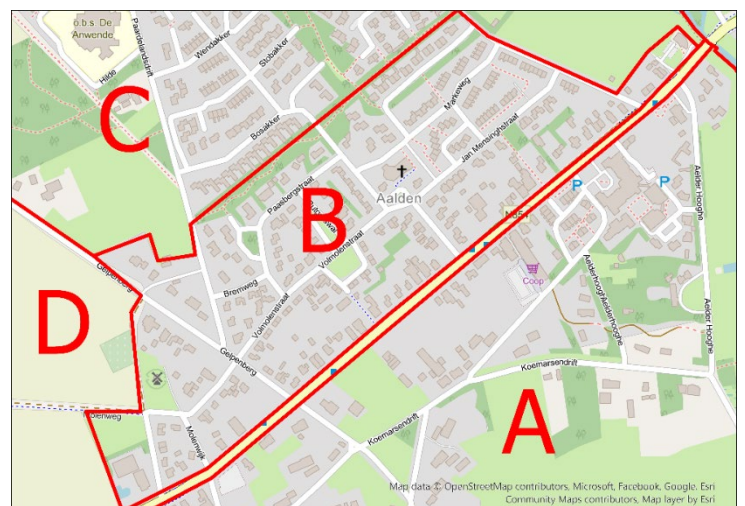 o.b.s. De
Anwende
Paardelandsdrift
Wendakker
Stobakker
Hilde
C
Bosakker
Markeweg
Jan Mensinghstraat
Aalden
Paalbergstraat
B
Volmolenstraat
P
P
Aelder Hooghe
Coop
Aelderhooghe
Aelderhooghe
Aelder Hooghe
Gelpenberg
Bremweg
Volmolenstraat
D
Gelpenberg
Koemarsendrift
Koemarsendrift
A
Molenwijk
Map data © OpenStreetMap contributors, Microsoft, Facebook, Google, Esri
Community Maps contributors, Map layer by Esri